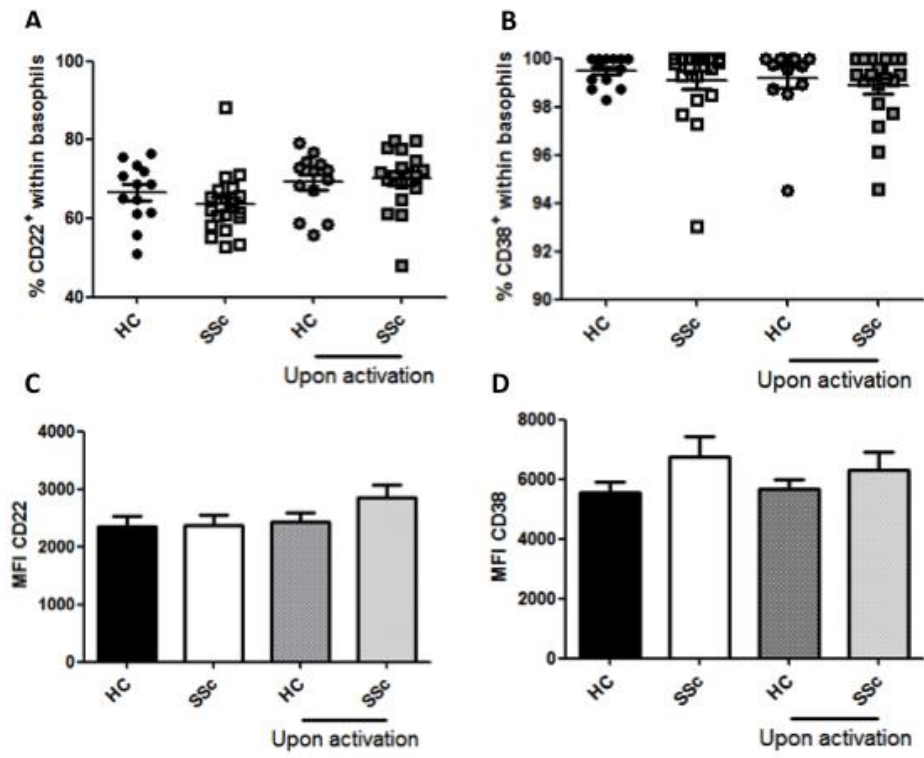 A
% CD22+ within basophils
100
80
60
40
HC
SSc
HC
SSc
Upon activation
B
% CD38+ within basophils
100
98
96
94
92
90
HC
SSc
HC
SSc
Upon activation
C
MFI CD22
4000
3000
2000
1000
0
HC
SSc
HC
SSc
Upon activation
D
MFI CD38
8000
6000
4000
2000
0
HC
SSc
HC
SSc
Upon activation